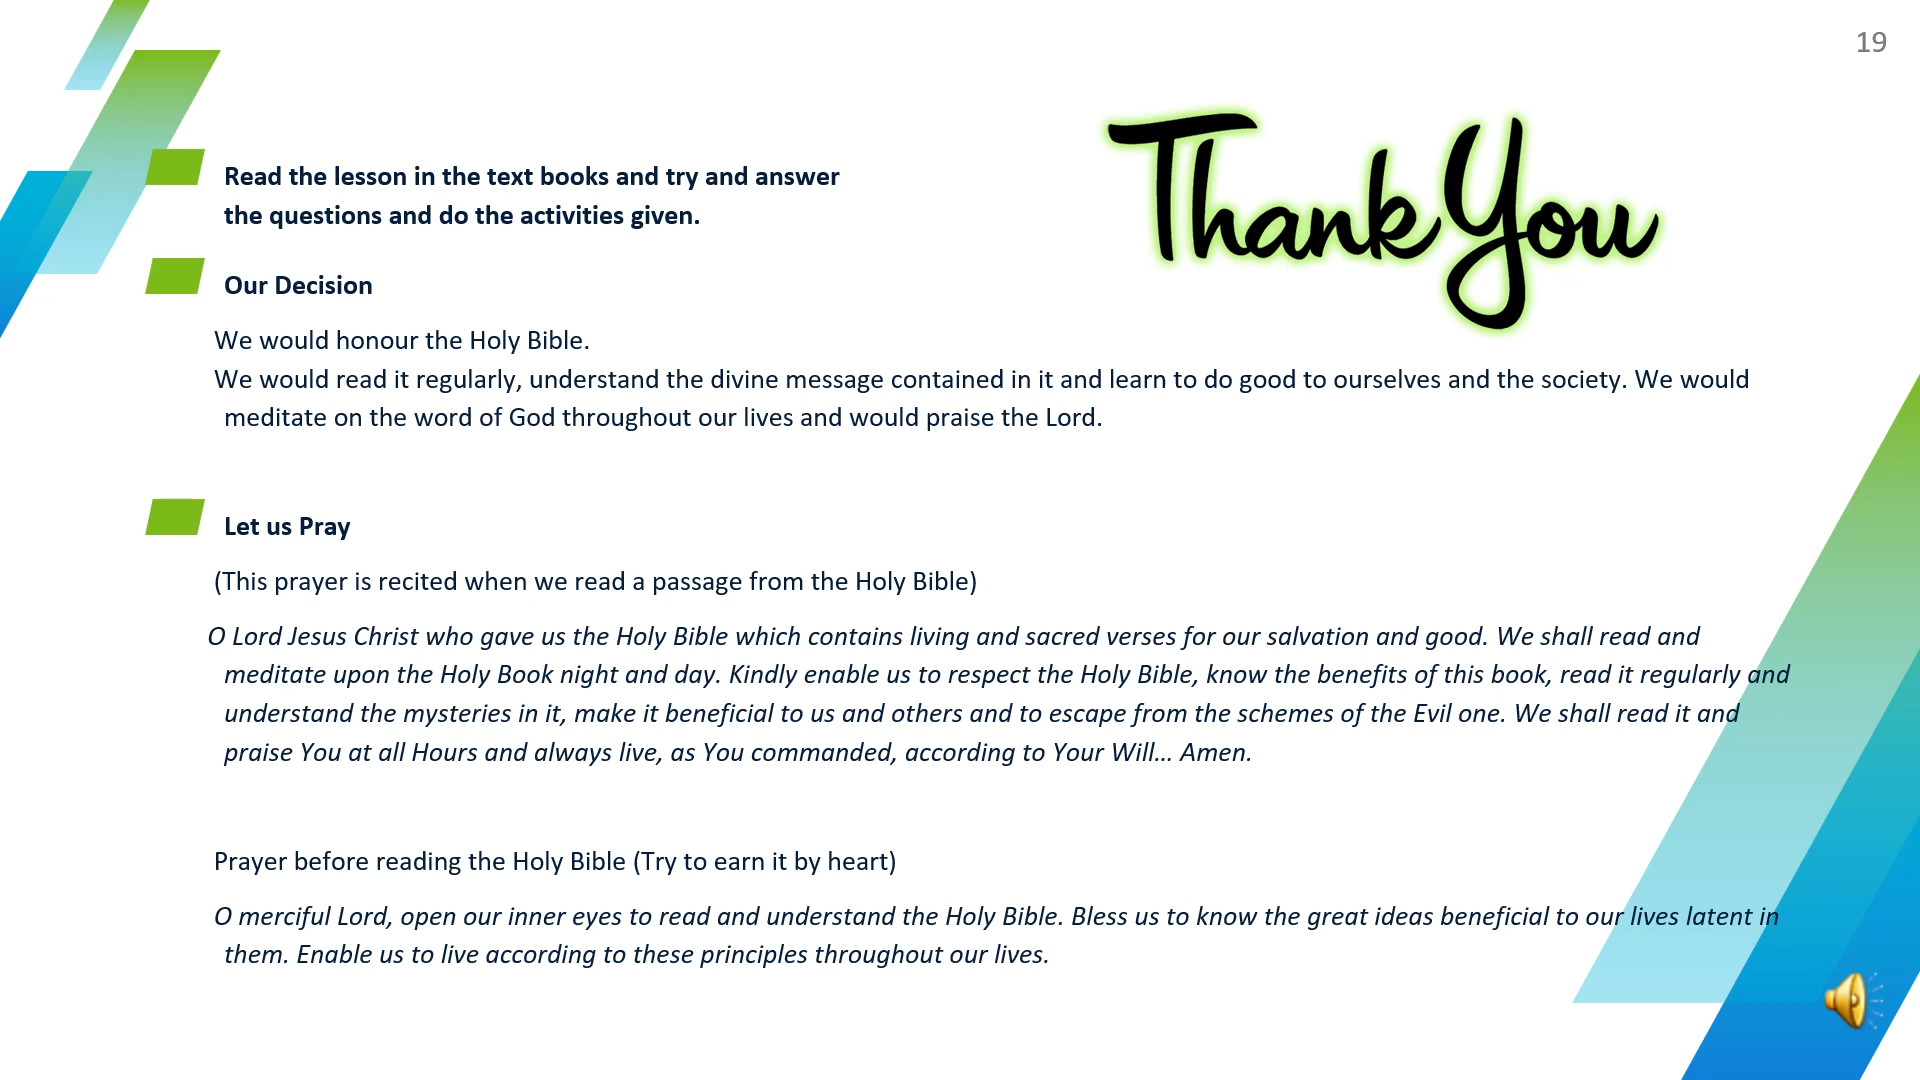 19
Thank You
Read the lesson in the text books and try and answer
the questions and do the activities given.
Our Decision
We would honour the Holy Bible.
We would read it regularly, understand the divine message contained in it and learn to do good to ourselves and the society. We would
meditate on the word of God throughout our lives and would praise the Lord.
Let us Pray
(This prayer is recited when we read a passage from the Holy Bible)
O Lord Jesus Christ who gave us the Holy Bible which contains living and sacred verses for our salvation and good. We shall read and
meditate upon the Holy Book night and day. Kindly enable us to respect the Holy Bible, know the benefits of this book, read it regularly and
understand the mysteries in it, make it beneficial to us and others and to escape from the schemes of the Evil one. We shall read it and
praise You at all Hours and always live, as You commanded, according to Your Will... Amen.
Prayer before reading the Holy Bible (Try to earn it by heart)
O merciful Lord, open our inner eyes to read and understand the Holy Bible. Bless us to know the great ideas beneficial to our lives latent in
them. Enable us to live according to these principles throughout our lives.